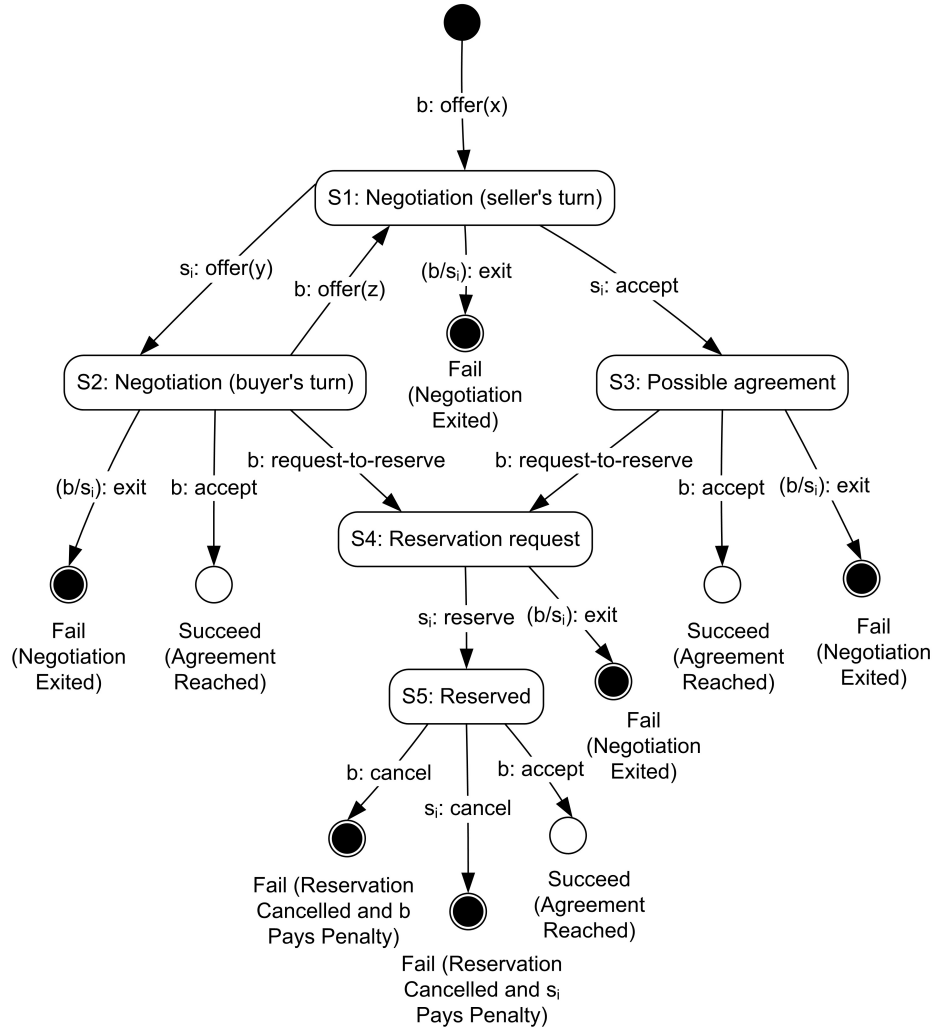 b: offer(x)
S1: Negotiation (seller's turn)
sᵢ: offer(y)
b: offer(z)
(b/sᵢ): exit
sᵢ: accept
Fail
(Negotiation
Exited)
S2: Negotiation (buyer's turn)
S3: Possible agreement
(b/sᵢ): exit
b: accept
b: request-to-reserve
b: request-to-reserve
b: accept
(b/sᵢ): exit
S4: Reservation request
Fail
(Negotiation
Exited)
Succeed
(Agreement
Reached)
sᵢ: reserve
(b/sᵢ): exit
Succeed
(Agreement
Reached)
Fail
(Negotiation
Exited)
S5: Reserved
Fail
(Negotiation
Exited)
b: cancel
sᵢ: cancel
b: accept
Fail (Reservation
Cancelled and b
Pays Penalty)
Succeed
(Agreement
Reached)
Fail (Reservation
Cancelled and sᵢ
Pays Penalty)